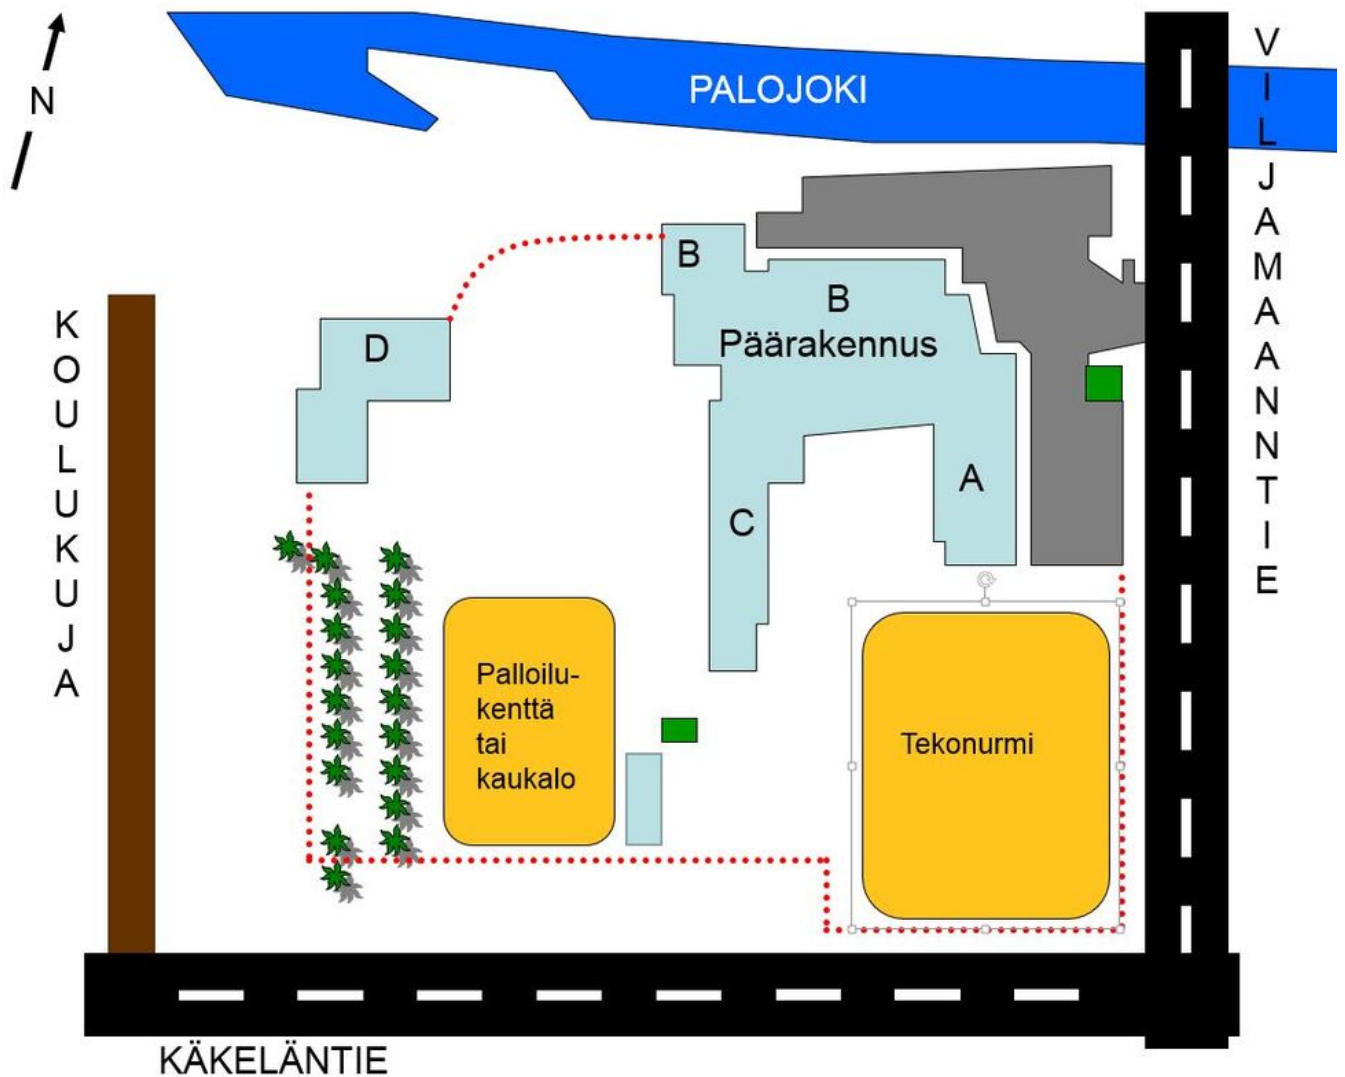 N
PALOJOKI
VILJAMAANNTIE
KOULUKUJA
B
B
Päärakennus
D
A
C
Palloilu-
kenttä
tai
kaukalo
Tekonurmi
KÄKELÄNTIE